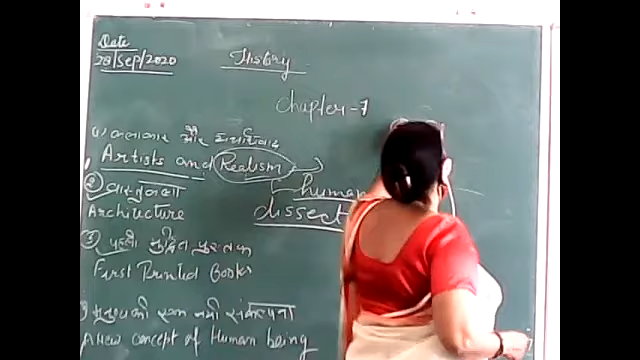 Date
28/Sep/2020
History
Chapter-7
कलाकार और यथार्थवाद
Artists and Realism
human
dissect
② वास्तुकला
Architecture
③ पहली मुद्रित पुस्तक
First Printed Books
मनुष्य की एक नयी संकल्पना
A New concept of Human being